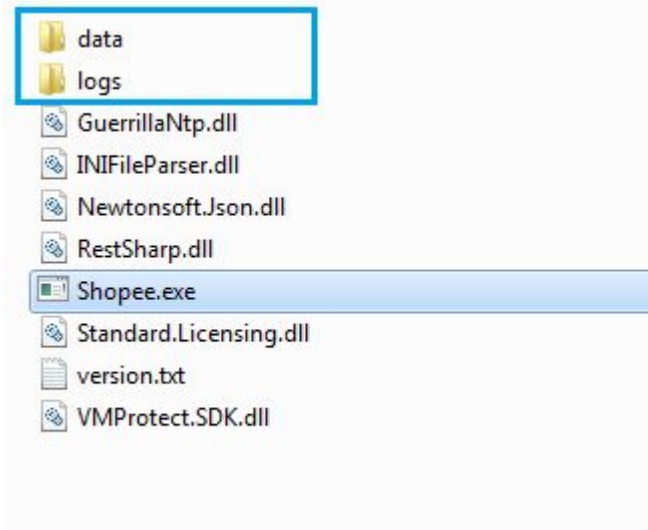 data
logs
GuerrillaNtp.dll
INIFileParser.dll
Newtonsoft.Json.dll
RestSharp.dll
Shopee.exe
Standard.Licensing.dll
version.txt
VMProtect.SDK.dll